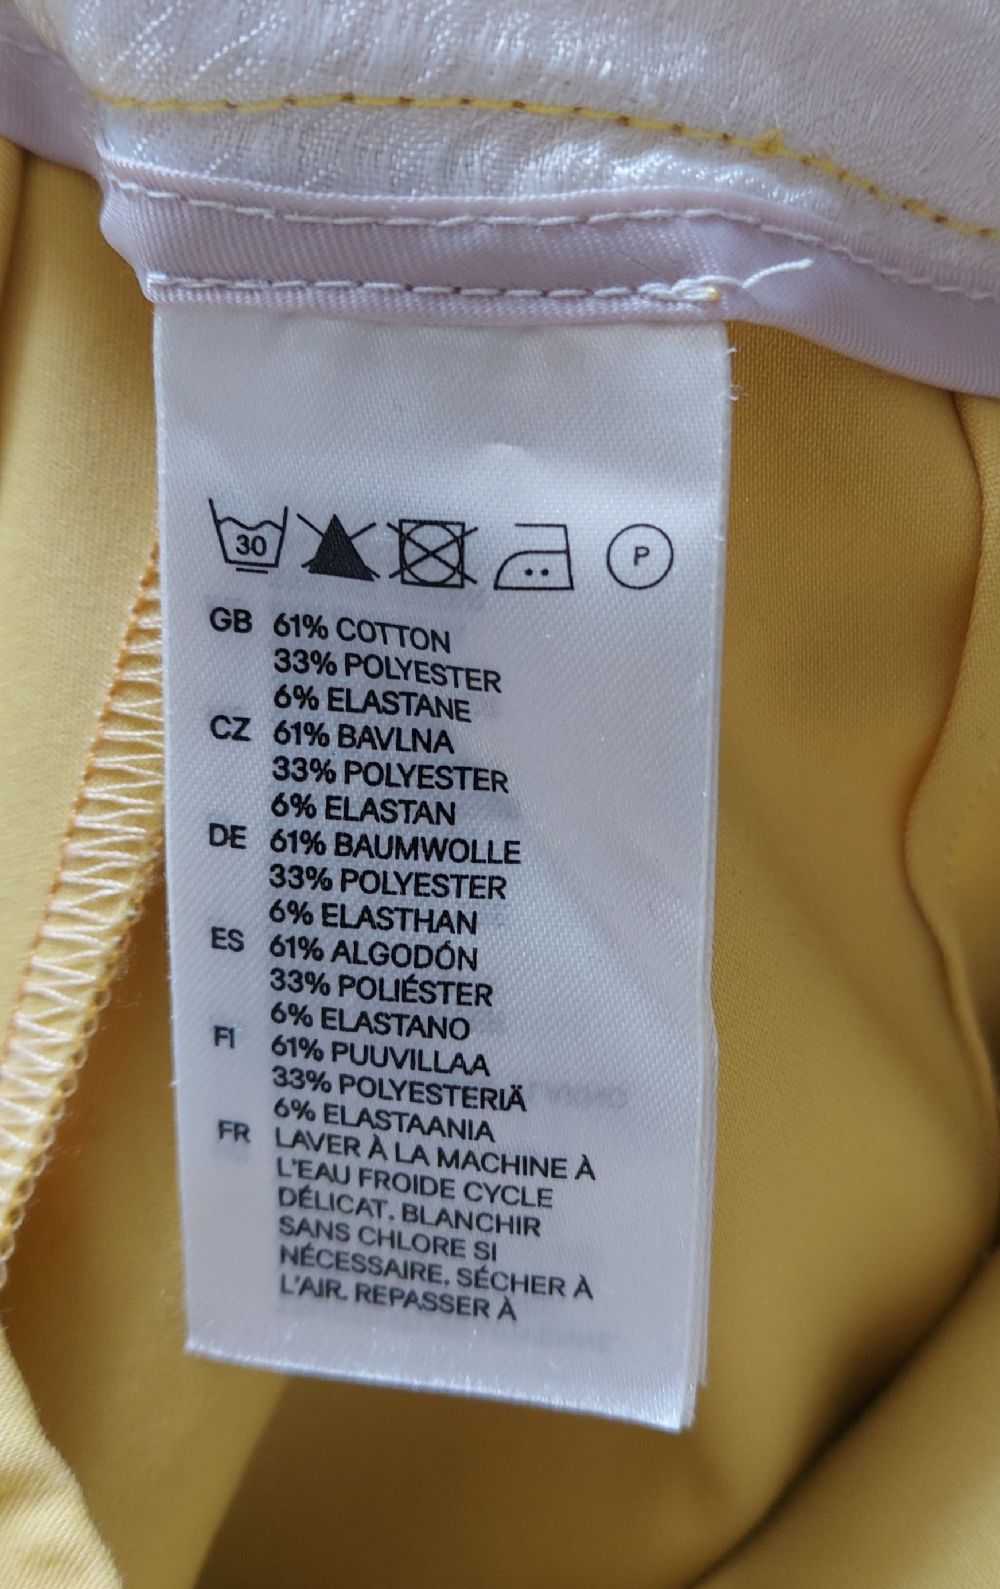 30
P
GB 61% COTTON
33% POLYESTER
6% ELASTANE
CZ 61% BAVLNA
33% POLYESTER
6% ELASTAN
DE 61% BAUMWOLLE
33% POLYESTER
6% ELASTHAN
ES 61% ALGODÓN
33% POLIÉSTER
6% ELASTANO
FI 61% PUUVILLAA
33% POLYESTERIÄ
6% ELASTAANIA
FR LAVER À LA MACHINE À
L'EAU FROIDE CYCLE
DÉLICAT. BLANCHIR
SANS CHLORE SI
NÉCESSAIRE. SÉCHER À
L'AIR. REPASSER À